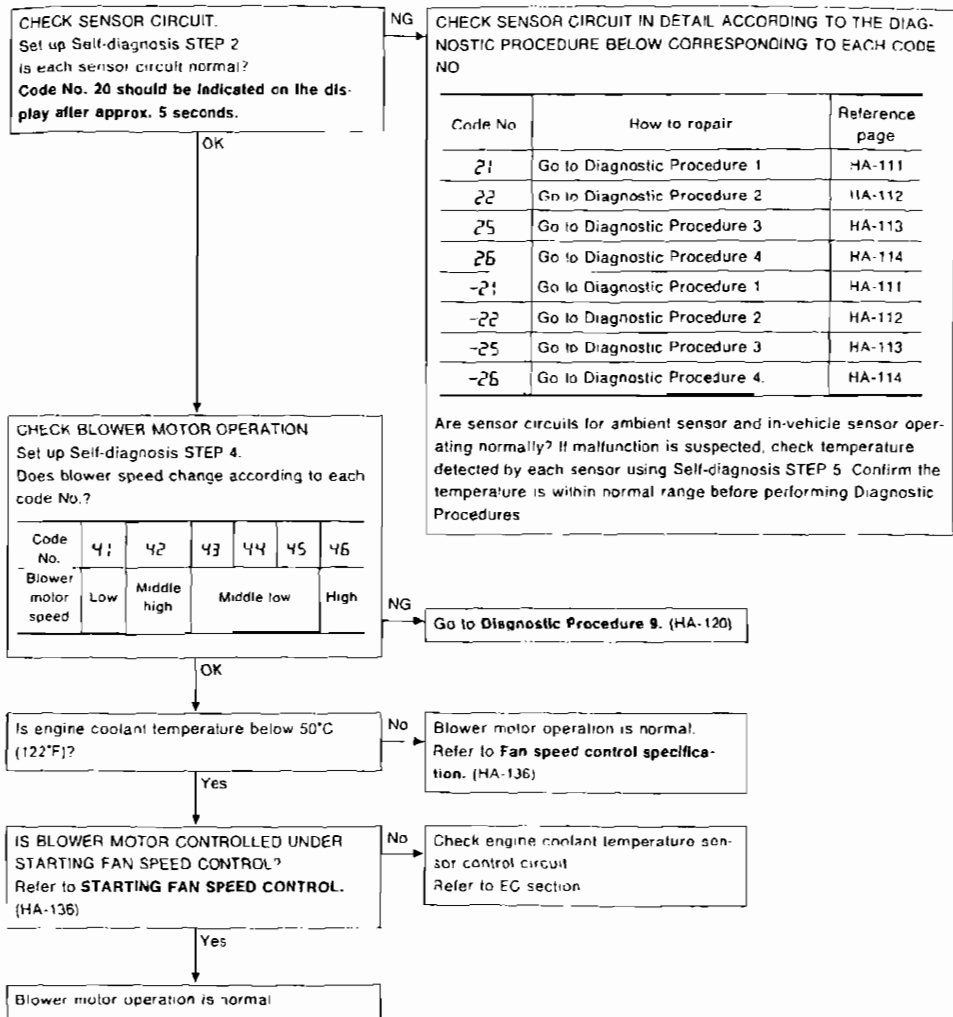 CHECK SENSOR CIRCUIT.
Set up Self-diagnosis STEP 2
Is each sensor circuit normal?
Code No. 20 should be indicated on the dis-
play after approx. 5 seconds.
NG
OK
CHECK SENSOR CIRCUIT IN DETAIL ACCORDING TO THE DIAG-
NOSTIC PROCEDURE BELOW CORRESPONDING TO EACH CODE
NO
Code No How to repair Reference page
21 Go to Diagnostic Procedure 1 HA-111
22 Go to Diagnostic Procedure 2 HA-112
25 Go to Diagnostic Procedure 3 HA-113
26 Go to Diagnostic Procedure 4 HA-114
-21 Go to Diagnostic Procedure 1 HA-111
-22 Go to Diagnostic Procedure 2 HA-112
-25 Go to Diagnostic Procedure 3 HA-113
-26 Go to Diagnostic Procedure 4. HA-114
Are sensor circuits for ambient sensor and in-vehicle sensor oper-
ating normally? If malfunction is suspected, check temperature
detected by each sensor using Self-diagnosis STEP 5 Confirm the
temperature is within normal range before performing Diagnostic
Procedures
CHECK BLOWER MOTOR OPERATION
Set up Self-diagnosis STEP 4.
Does blower speed change according to each
code No.?
Code No. 41 42 43 44 45 46
Blower motor speed Low Middle high Middle low High
NG
Go to Diagnostic Procedure 9. (HA-120)
OK
Is engine coolant temperature below 50°C
(122°F)?
No
Blower motor operation is normal.
Refer to Fan speed control specifica-
tion. (HA-136)
Yes
IS BLOWER MOTOR CONTROLLED UNDER
STARTING FAN SPEED CONTROL?
Refer to STARTING FAN SPEED CONTROL.
(HA-136)
No
Check engine coolant temperature sen-
sor control circuit
Refer to EC section
Yes
Blower motor operation is normal